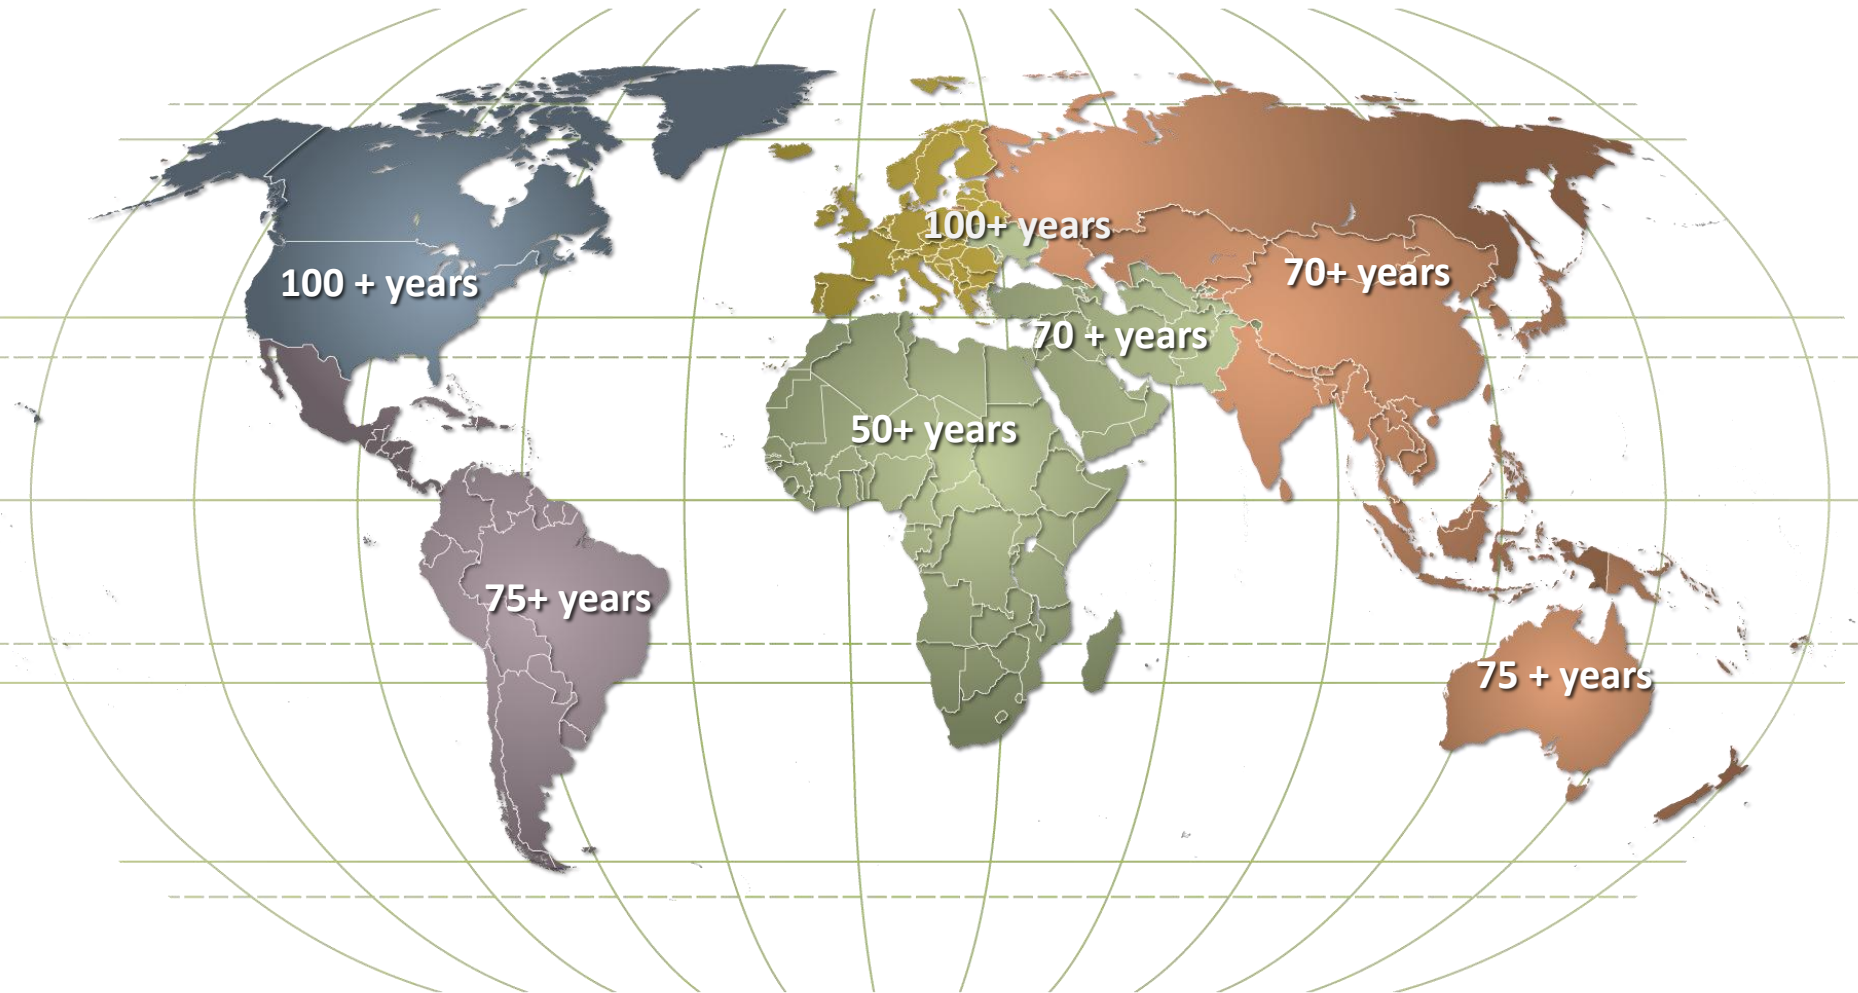 100+ years
70+ years
100 + years
70 + years
50+ years
75+ years
75 + years